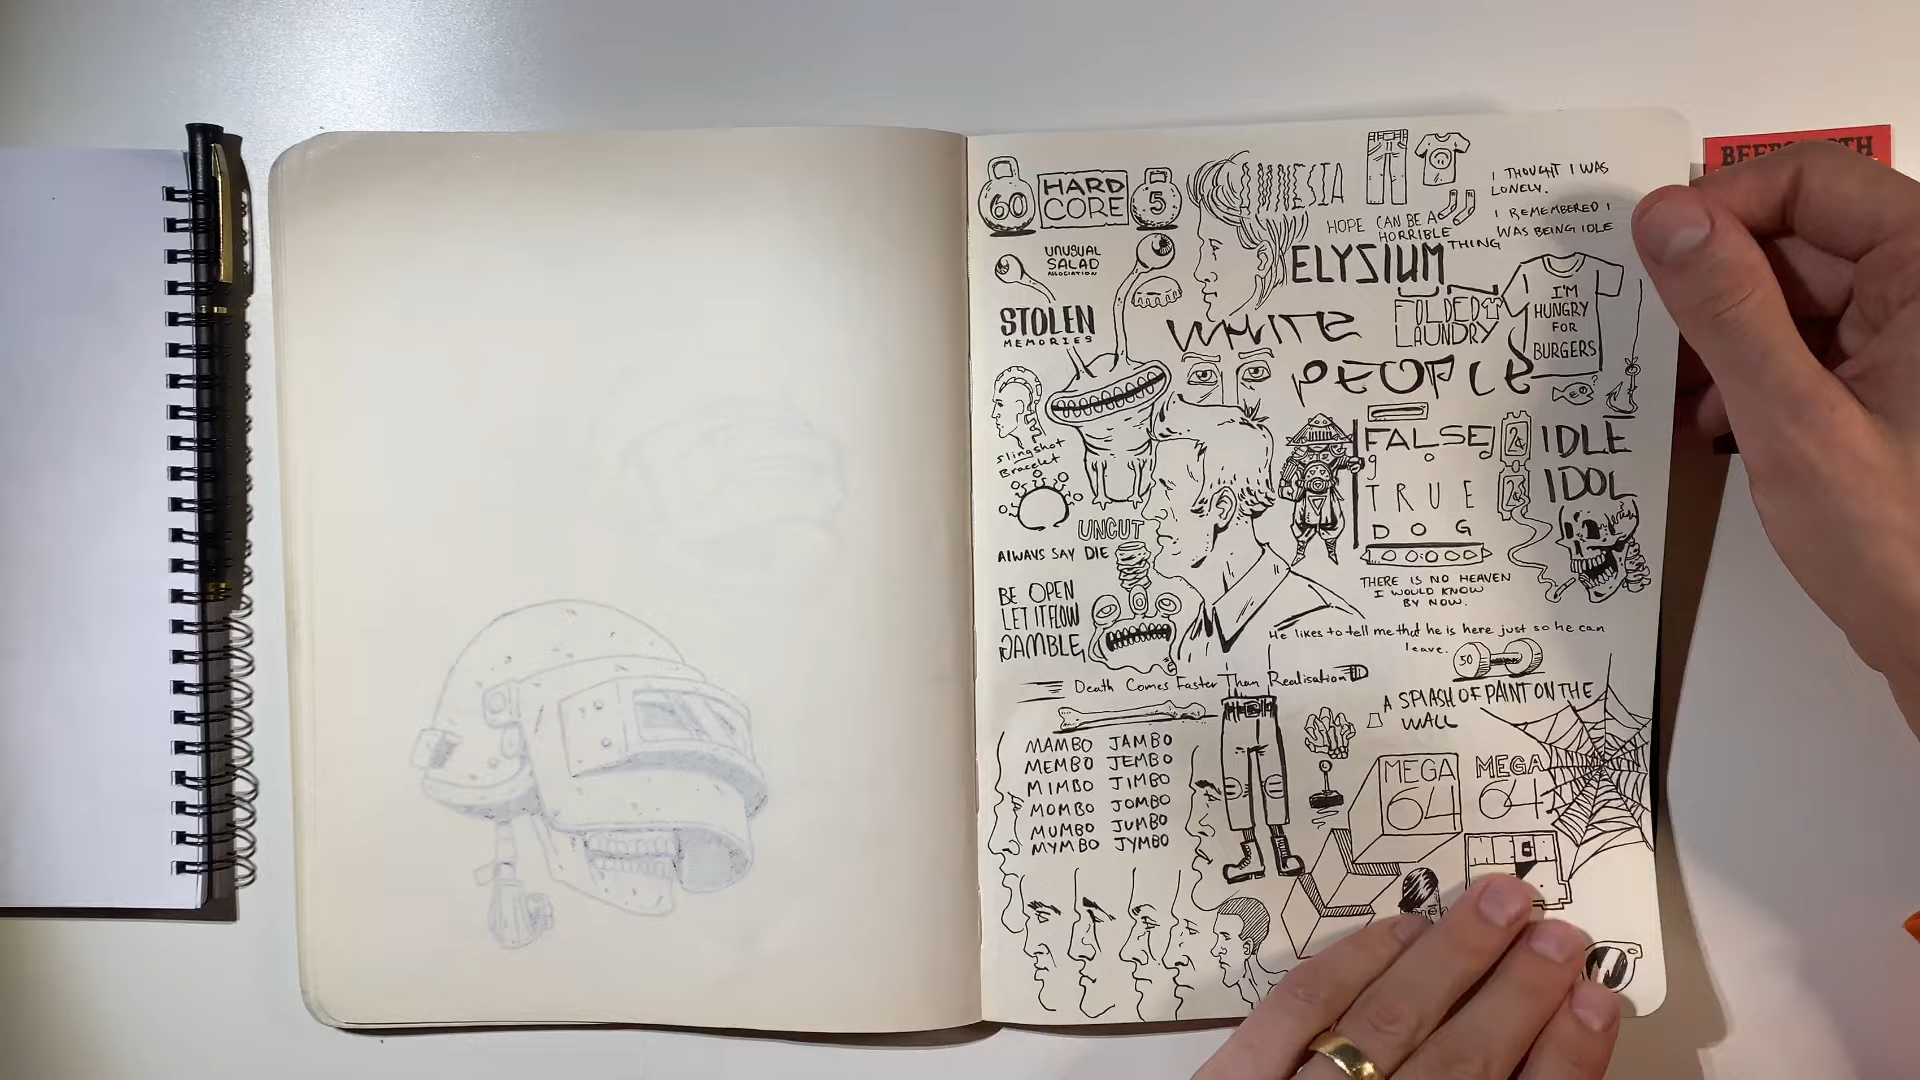 60
HARD
CORE
5
AMNESIA
I THOUGHT I WAS
LONELY.
I REMEMBERED I
WAS BEING IDLE
HOPE CAN BE A
HORRIBLE
THING
UNUSUAL
SALAD
ASSOCIATION
ELYSIUM
STOLEN
MEMORIES
WHITE
PEOPLE
FOLDED
LAUNDRY
I'M
HUNGRY
FOR
BURGERS
slingshot
Bracelet
FALSE
g o d
TRUE
DOG
IDLE
IDOL
UNCUT
ALWAYS SAY DIE
BE OPEN
LET IT FLOW
THERE IS NO HEAVEN
I WOULD KNOW
BY NOW.
He likes to tell me that he is here just so he can
leave.
50
Death Comes Faster Than Realisation
A SPLASH OF PAINT ON THE
WALL
MAMBO JAMBO
MEMBO JEMBO
MIMBO JIMBO
MOMBO JOMBO
MUMBO JUMBO
MYMBO JYMBO
MEGA
64
MEGA
64